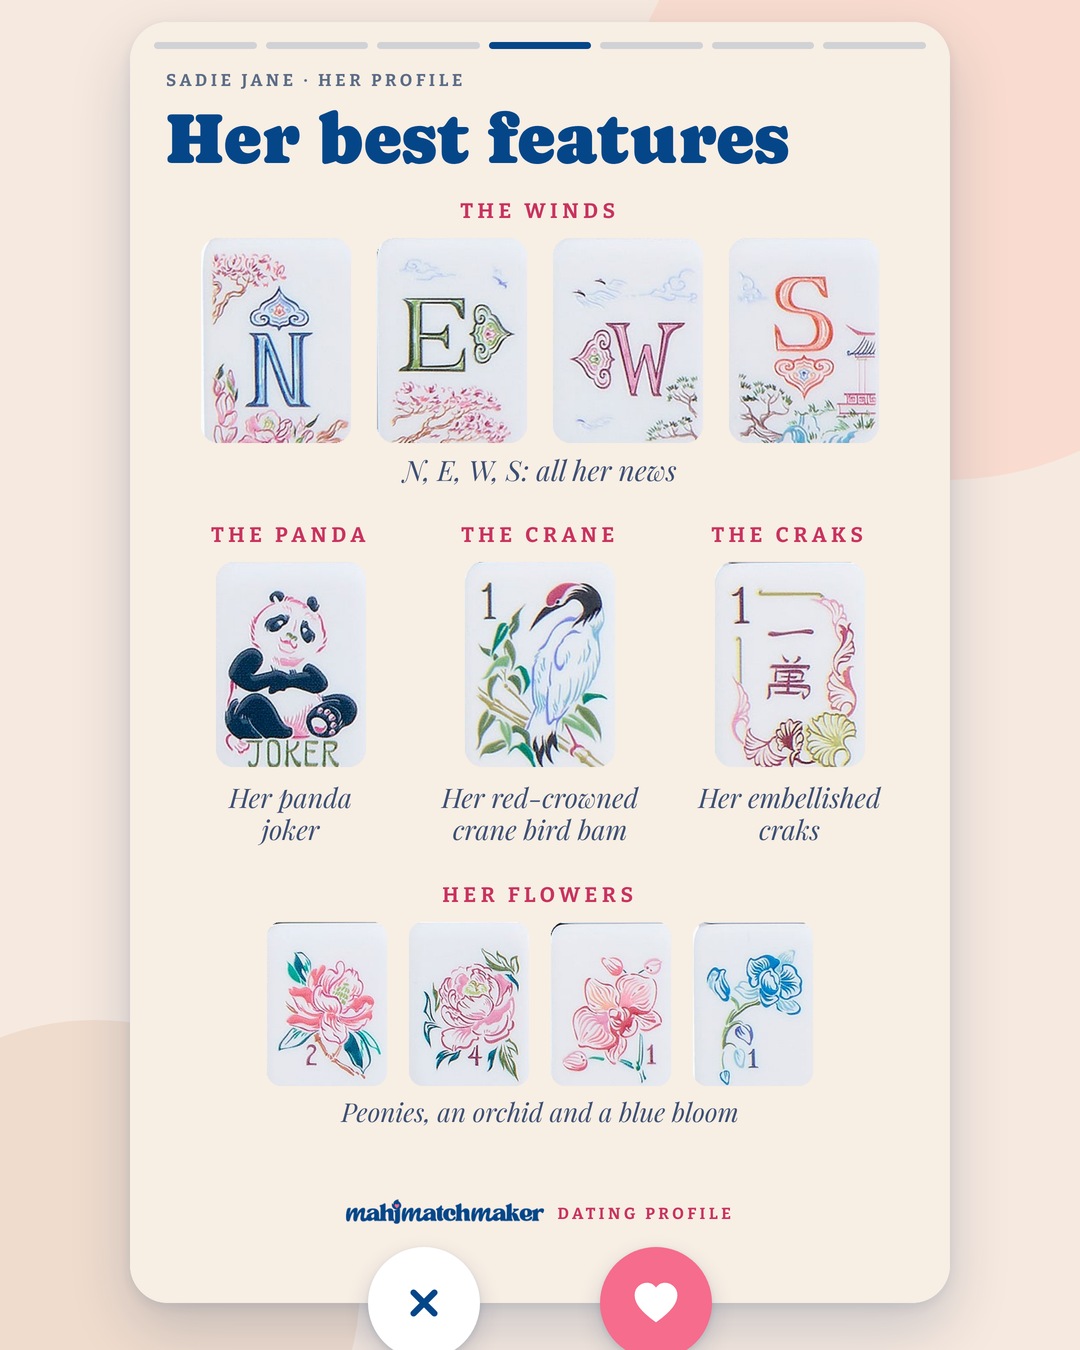 SADIE JANE · HER PROFILE
Her best features
THE WINDS
N
E
W
S
N, E, W, S: all her news
THE PANDA
THE CRANE
THE CRAKS
JOKER
1
1
一
萬
Her panda
joker
Her red-crowned
crane bird bam
Her embellished
craks
HER FLOWERS
2
4
1
1
Peonies, an orchid and a blue bloom
mahjmatchmaker DATING PROFILE